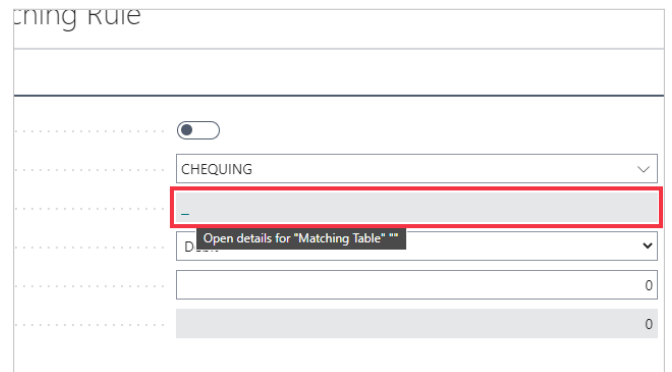 ching Rule
CHEQUING
_
Open details for "Matching Table" ""
0
0